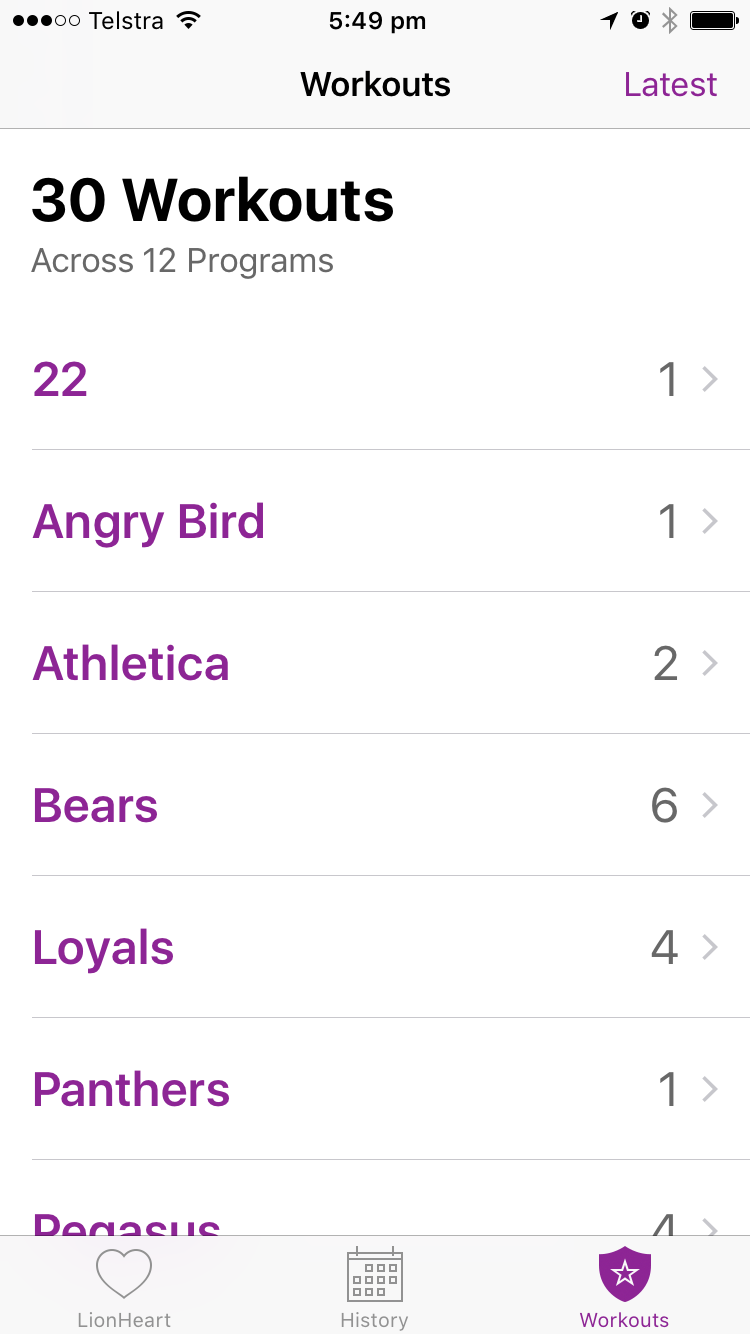 Telstra 5:49 pm
Workouts Latest
30 Workouts
Across 12 Programs
22 1
Angry Bird 1
Athletica 2
Bears 6
Loyals 4
Panthers 1
Pegasus 4
LionHeart History Workouts